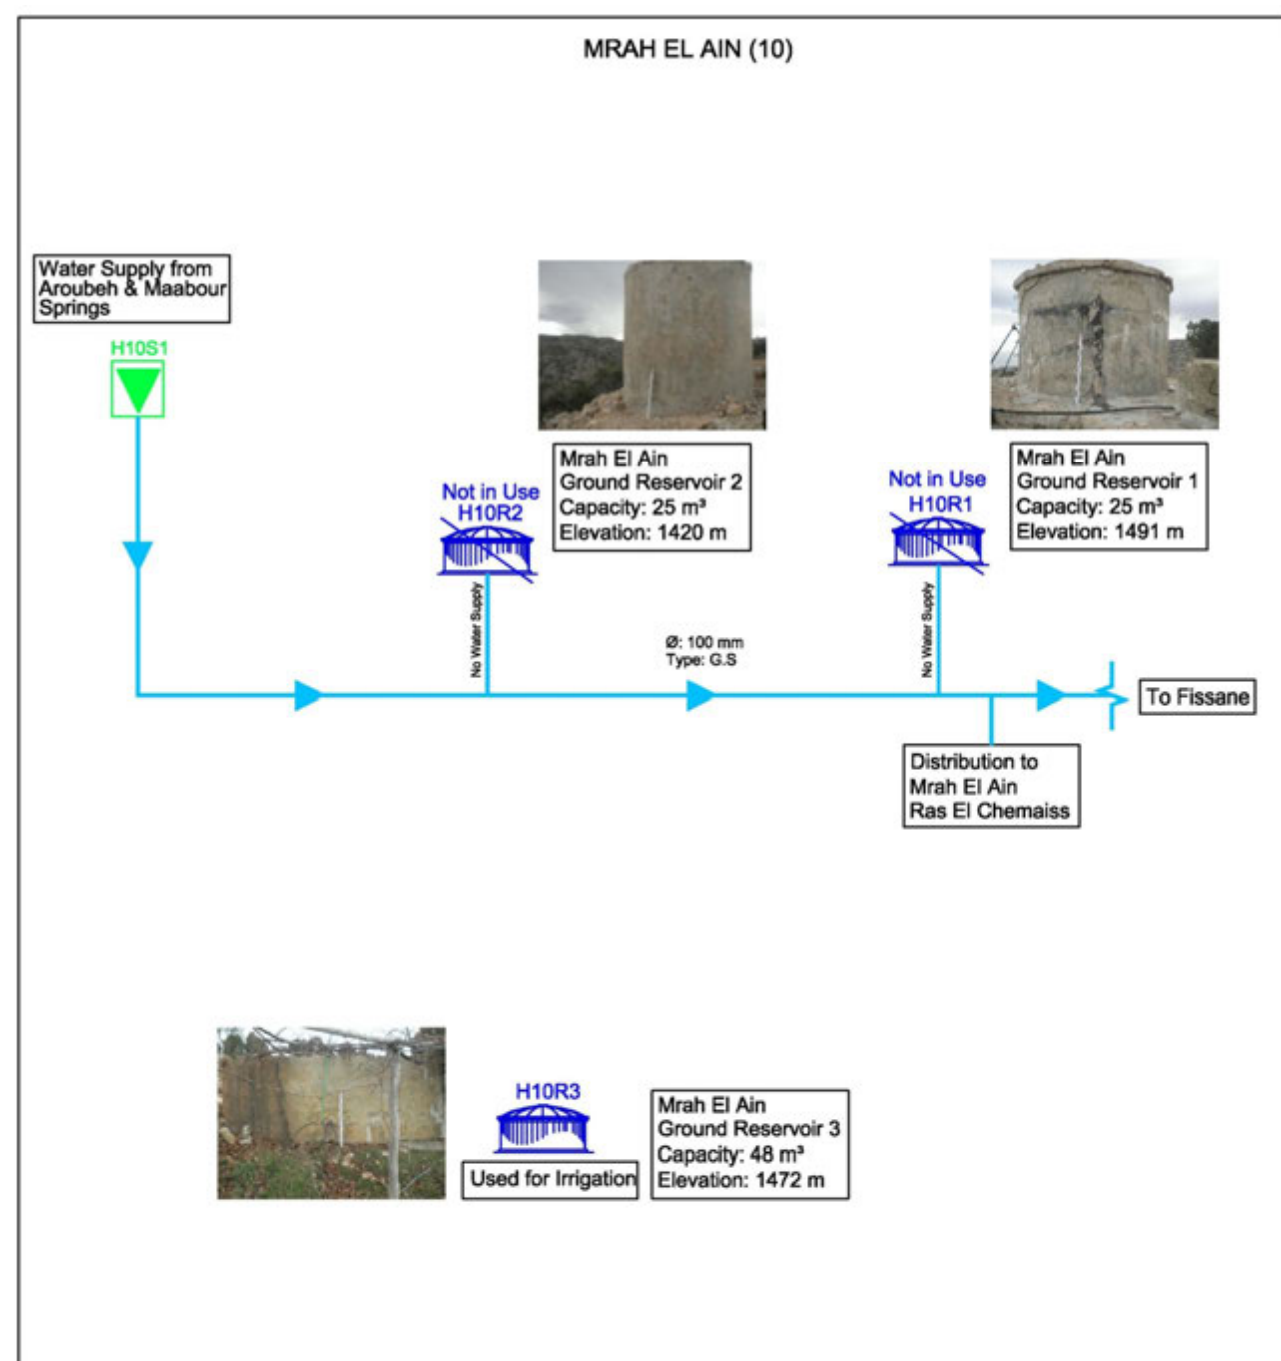 MRAH EL AIN (10)
Water Supply from
Aroubeh & Maabour
Springs
H10S1
Not in Use
H10R2
Mrah El Ain
Ground Reservoir 2
Capacity: 25 m³
Elevation: 1420 m
Not in Use
H10R1
Mrah El Ain
Ground Reservoir 1
Capacity: 25 m³
Elevation: 1491 m
No Water Supply
Ø: 100 mm
Type: G.S
No Water Supply
To Fissane
Distribution to
Mrah El Ain
Ras El Chemaiss
H10R3
Used for Irrigation
Mrah El Ain
Ground Reservoir 3
Capacity: 48 m³
Elevation: 1472 m